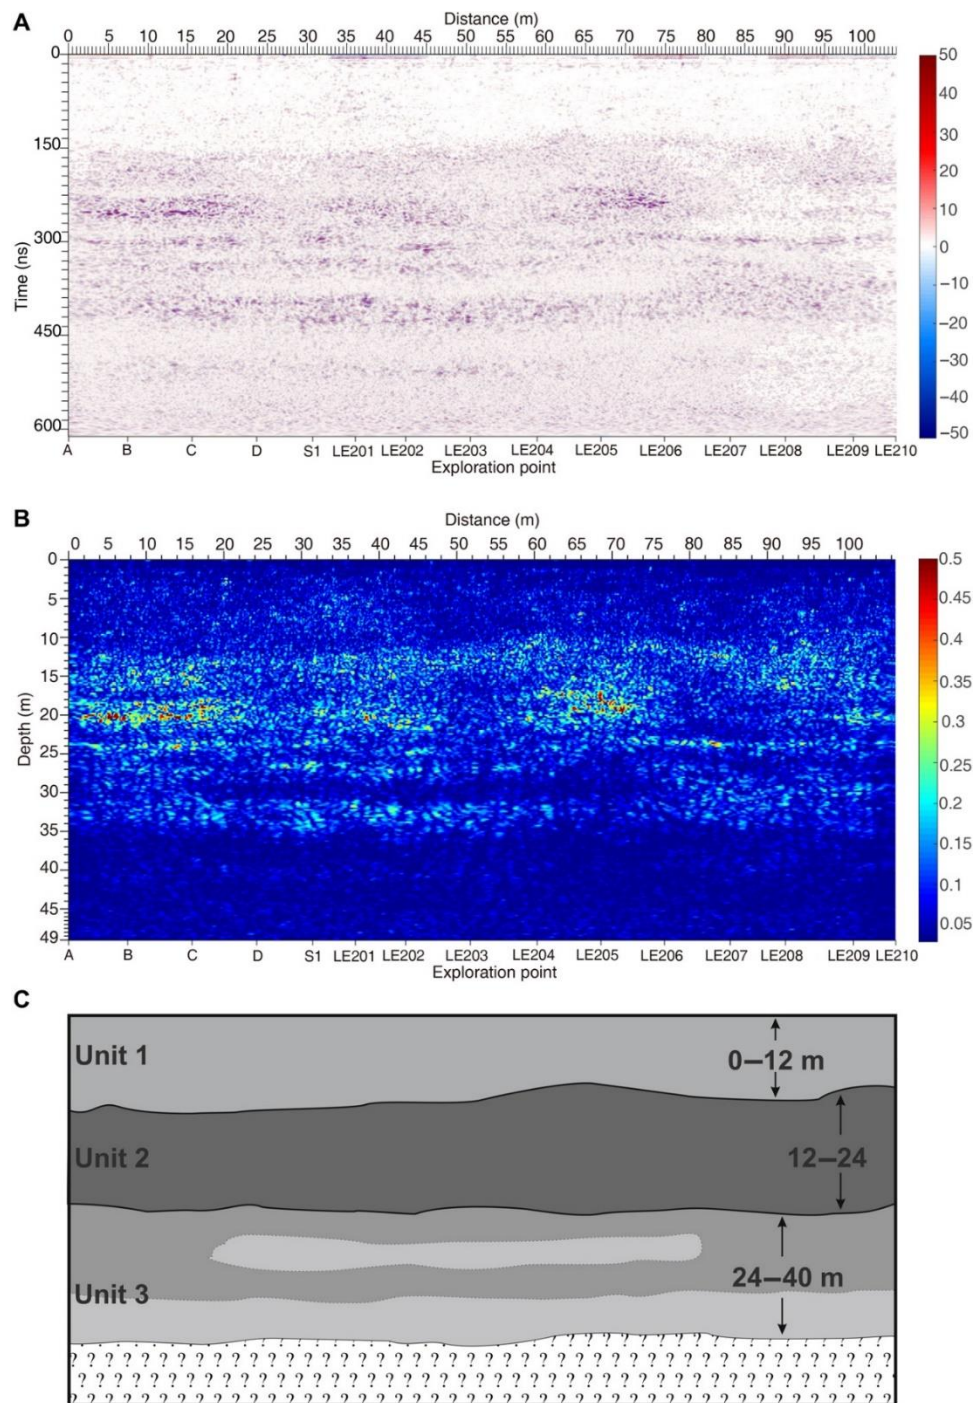 A
Distance (m)
0 5 10 15 20 25 30 35 40 45 50 55 60 65 70 75 80 85 90 95 100
0
150
300
450
600
Time (ns)
50
40
30
20
10
0
−10
−20
−30
−40
−50
A B C D S1 LE201 LE202 LE203 LE204 LE205 LE206 LE207 LE208 LE209 LE210
Exploration point
B
Distance (m)
0 5 10 15 20 25 30 35 40 45 50 55 60 65 70 75 80 85 90 95 100
0
5
10
15
20
25
30
35
40
45
49
Depth (m)
0.5
0.45
0.4
0.35
0.3
0.25
0.2
0.15
0.1
0.05
A B C D S1 LE201 LE202 LE203 LE204 LE205 LE206 LE207 LE208 LE209 LE210
Exploration point
C
Unit 1
0–12 m
Unit 2
12–24
24–40 m
Unit 3
? ? ? ? ? ? ? ? ? ? ? ? ? ? ? ? ? ? ? ? ? ? ? ? ? ? ? ? ? ? ? ? ?
? ? ? ? ? ? ? ? ? ? ? ? ? ? ? ? ? ? ? ? ? ? ? ? ? ? ? ? ? ? ? ? ?